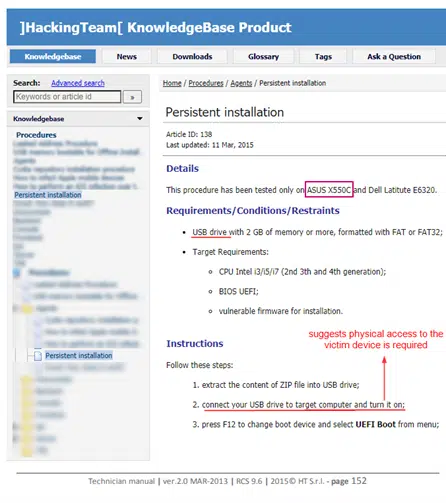 ]HackingTeam[ KnowledgeBase Product
Knowledgebase News Downloads Glossary Tags Ask a Question
Search: Advanced search
Keywords or article id »
Knowledgebase
Procedures
Persistent installation
Procedures
Agents
Persistent installation
Home / Procedures / Agents / Persistent installation
Persistent installation
Article ID: 138
Last updated: 11 Mar, 2015
Details
This procedure has been tested only on ASUS X550C and Dell Latitute E6320.
Requirements/Conditions/Restraints
• USB drive with 2 GB of memory or more, formatted with FAT or FAT32;
• Target Requirements:
○ CPU Intel i3/i5/i7 (2nd 3th and 4th generation);
○ BIOS UEFI;
○ vulnerable firmware for installation.
suggests physical access to the
victim device is required
Instructions
Follow these steps:
1. extract the content of ZIP file into USB drive;
2. connect your USB drive to target computer and turn it on;
3. press F12 to change boot device and select UEFI Boot from menu;
Technician manual | ver.2.0 MAR-2013 | RCS 9.6 | 2015© HT S.r.l. - page 152